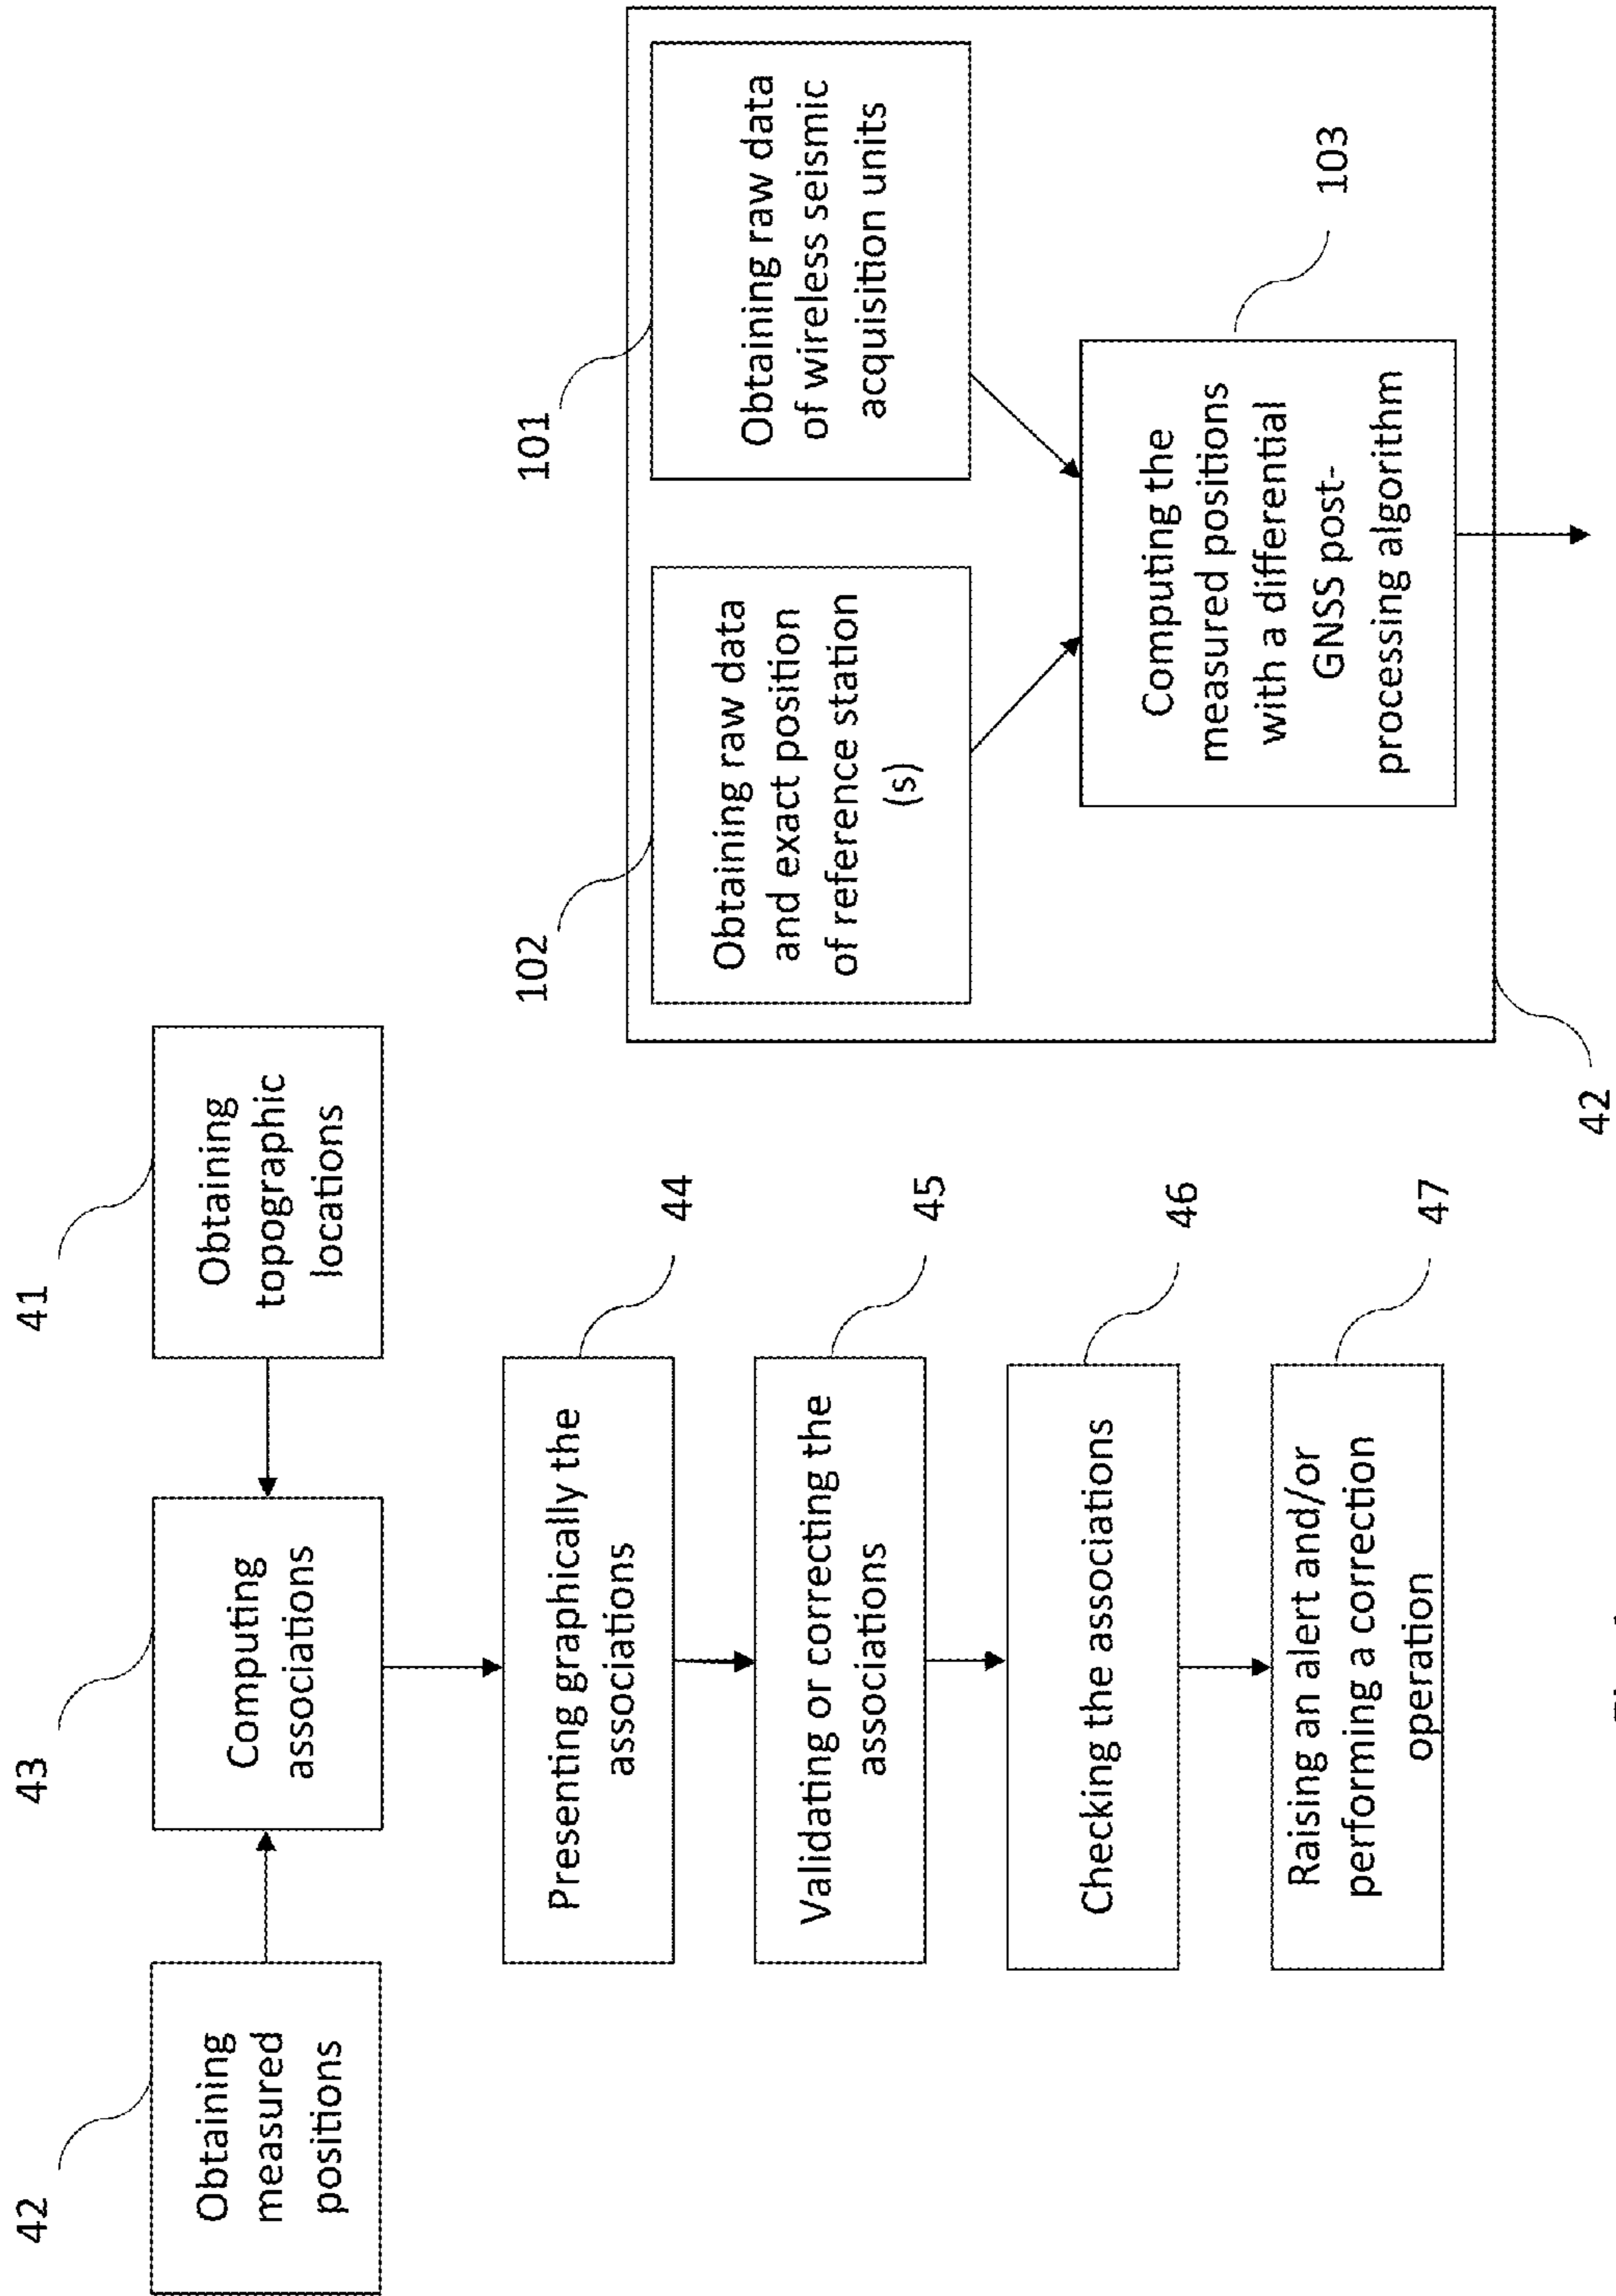 42
Obtaining
measured
positions
43
Computing
associations
41
Obtaining
topographic
locations
Presenting graphically the
associations
44
Validating or correcting the
associations
45
Checking the associations
46
Raising an alert and/or
performing a correction
operation
47
102
Obtaining raw data
and exact position
of reference station
(s)
101
Obtaining raw data
of wireless seismic
acquisition units
Computing the
measured positions
with a differential
GNSS post-
processing algorithm
103
42